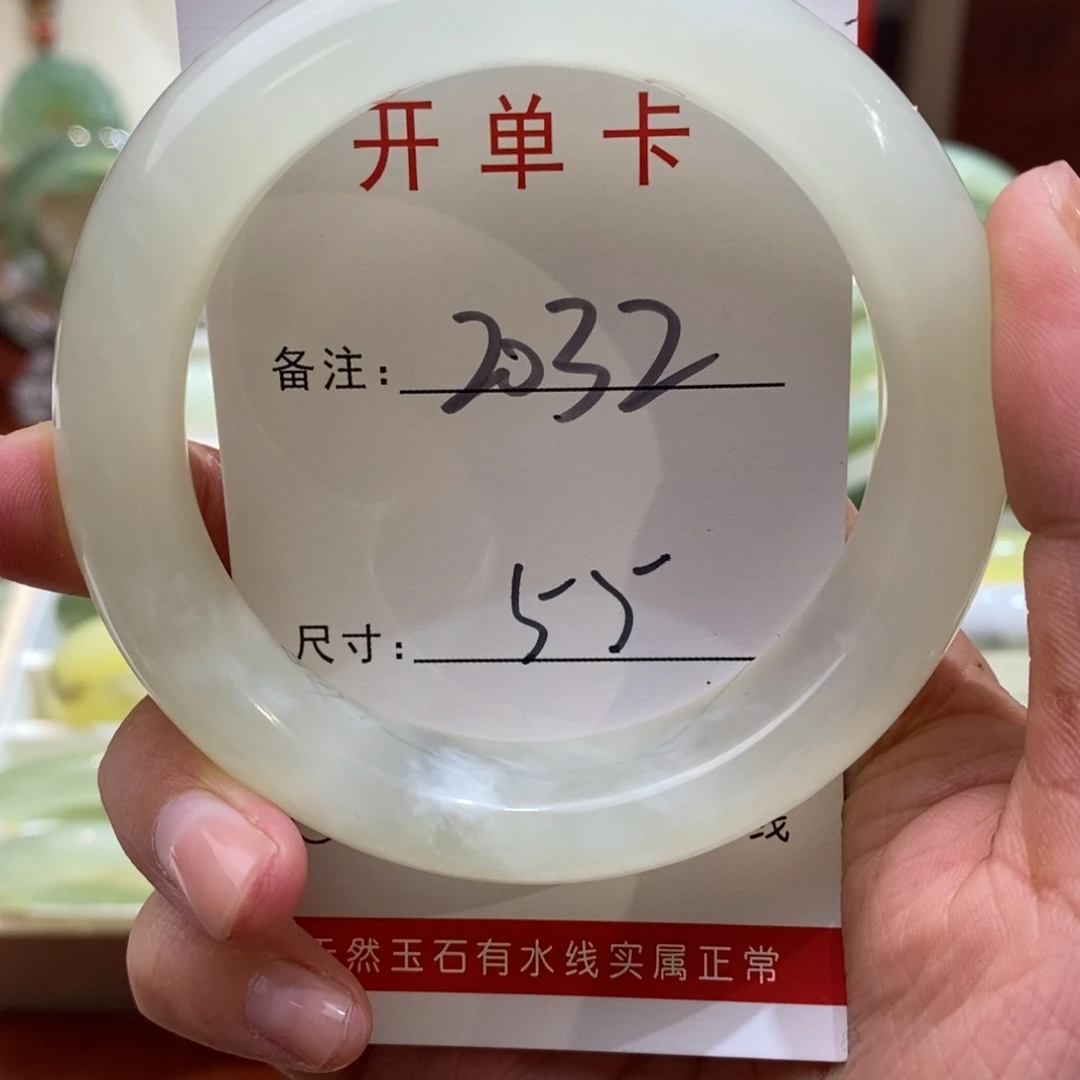 开单卡
备注: 2032
尺寸: 55
线
然玉石有水线实属正常